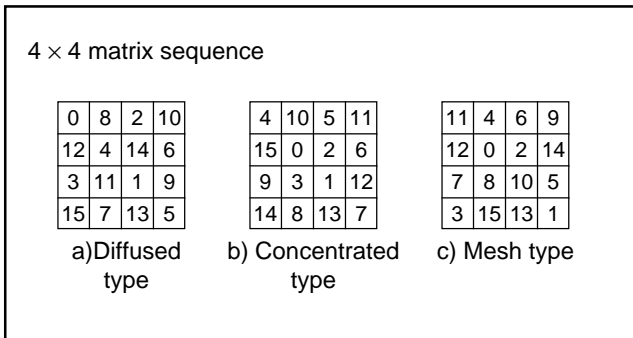 4 × 4 matrix sequence
0 8 2 10
12 4 14 6
3 11 1 9
15 7 13 5
a)Diffused
type
4 10 5 11
15 0 2 6
9 3 1 12
14 8 13 7
b) Concentrated
type
11 4 6 9
12 0 2 14
7 8 10 5
3 15 13 1
c) Mesh type